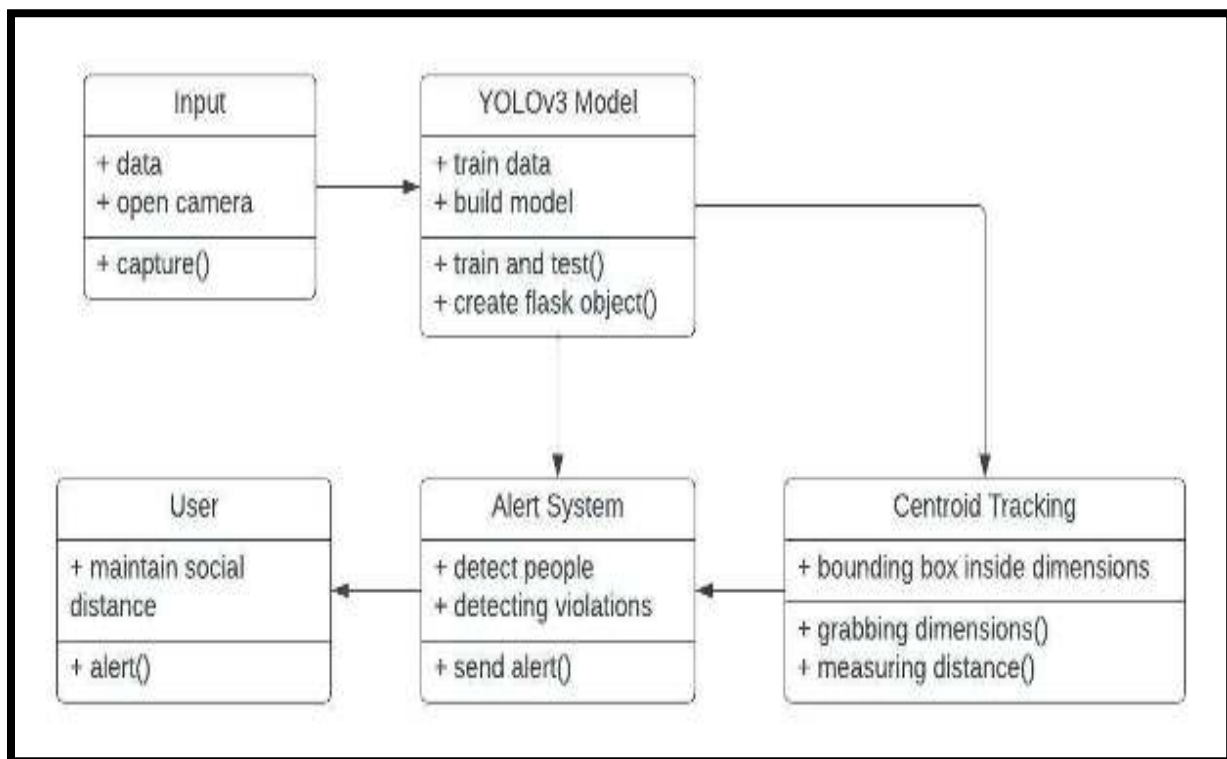 Input
+ data
+ open camera
+ capture()
YOLOv3 Model
+ train data
+ build model
+ train and test()
+ create flask object()
User
+ maintain social
distance
+ alert()
Alert System
+ detect people
+ detecting violations
+ send alert()
Centroid Tracking
+ bounding box inside dimensions
+ grabbing dimensions()
+ measuring distance()